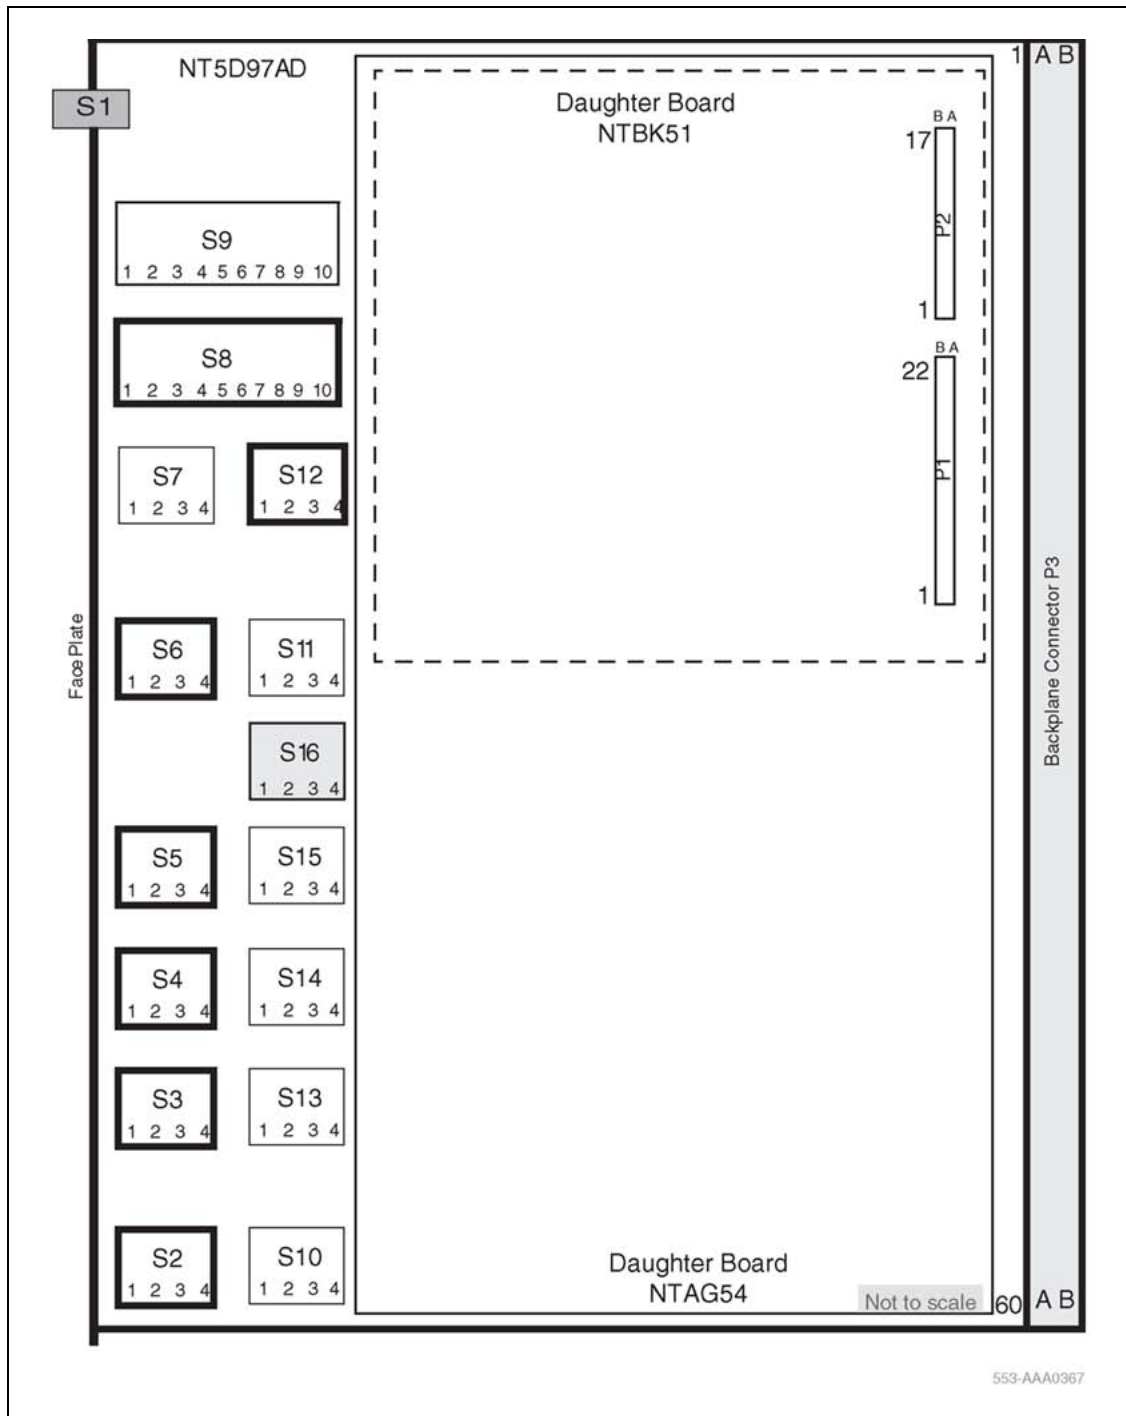 NT5D97AD
1 A B
S1
Daughter Board
NTBK51
B A
17
P2
1
S9
1 2 3 4 5 6 7 8 9 10
S8
1 2 3 4 5 6 7 8 9 10
B A
22
P1
1
S7
1 2 3 4
S12
1 2 3 4
Face Plate
Backplane Connector P3
S6
1 2 3 4
S11
1 2 3 4
S16
1 2 3 4
S5
1 2 3 4
S15
1 2 3 4
S4
1 2 3 4
S14
1 2 3 4
S3
1 2 3 4
S13
1 2 3 4
S2
1 2 3 4
S10
1 2 3 4
Daughter Board
NTAG54
Not to scale
60 A B
553-AAA0367